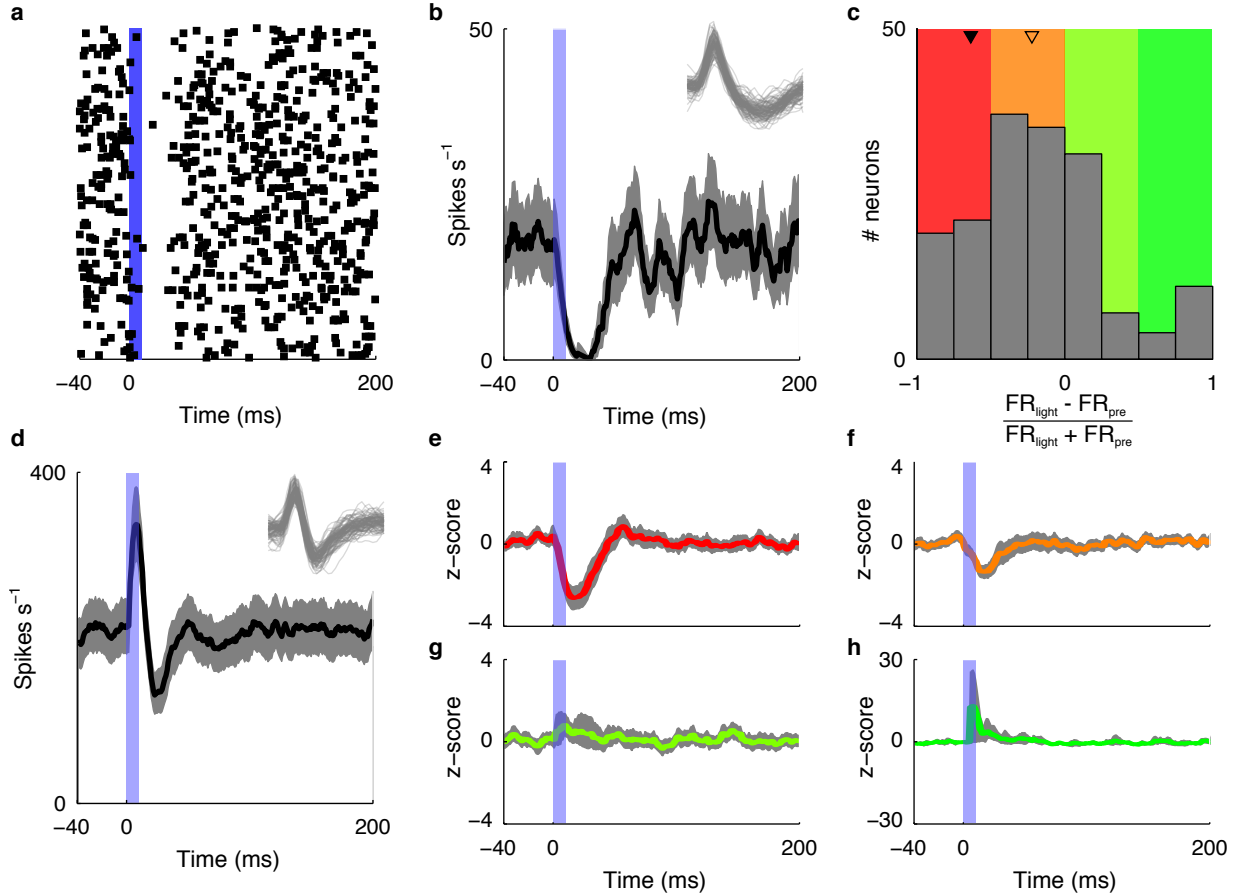 a
−40
0
200
Time (ms)
b
50
Spikes s⁻¹
0
−40
0
200
Time (ms)
c
50
# neurons
0
-1
0
1
FR_light - FR_pre
FR_light + FR_pre
d
400
Spikes s⁻¹
0
−40
0
200
Time (ms)
e
4
z−score
0
−4
f
4
z−score
0
−4
g
4
z−score
0
−4
−40
0
200
Time (ms)
h
30
z−score
0
−30
−40
0
200
Time (ms)